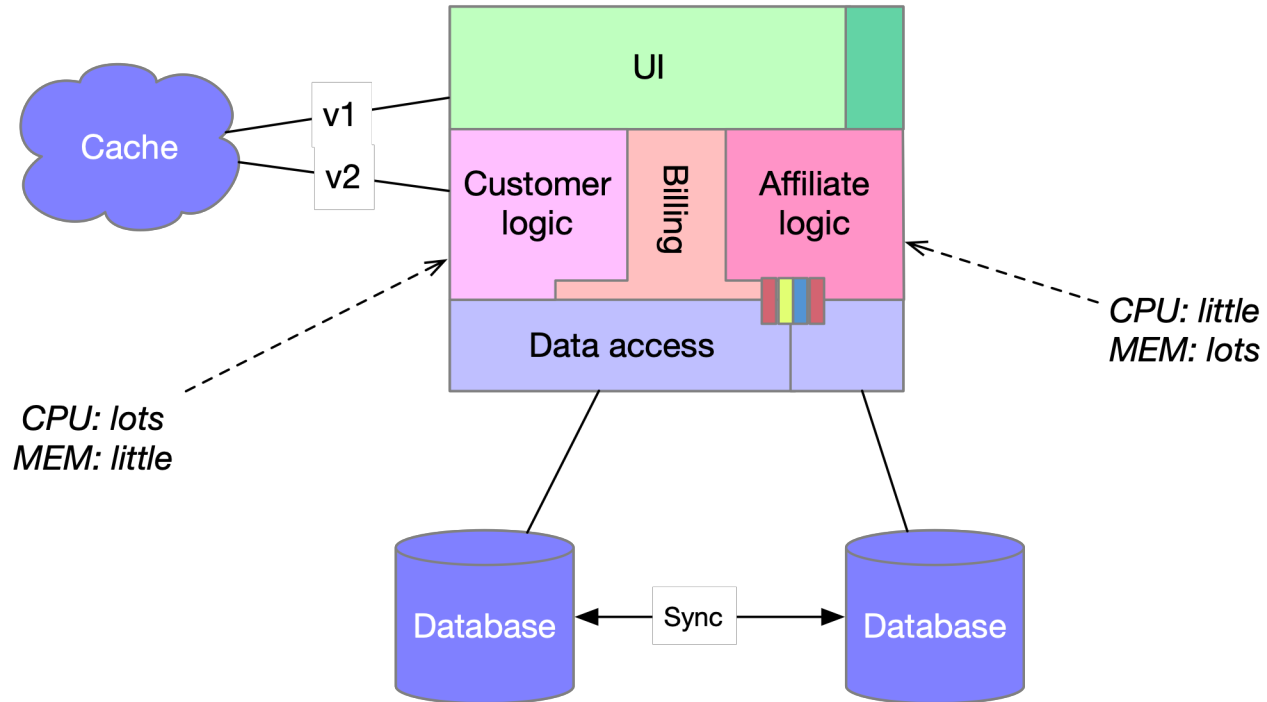 UI
v1
Cache
v2
Customer
logic
Billing
Affiliate
logic
CPU: little
MEM: lots
Data access
CPU: lots
MEM: little
Database
Sync
Database